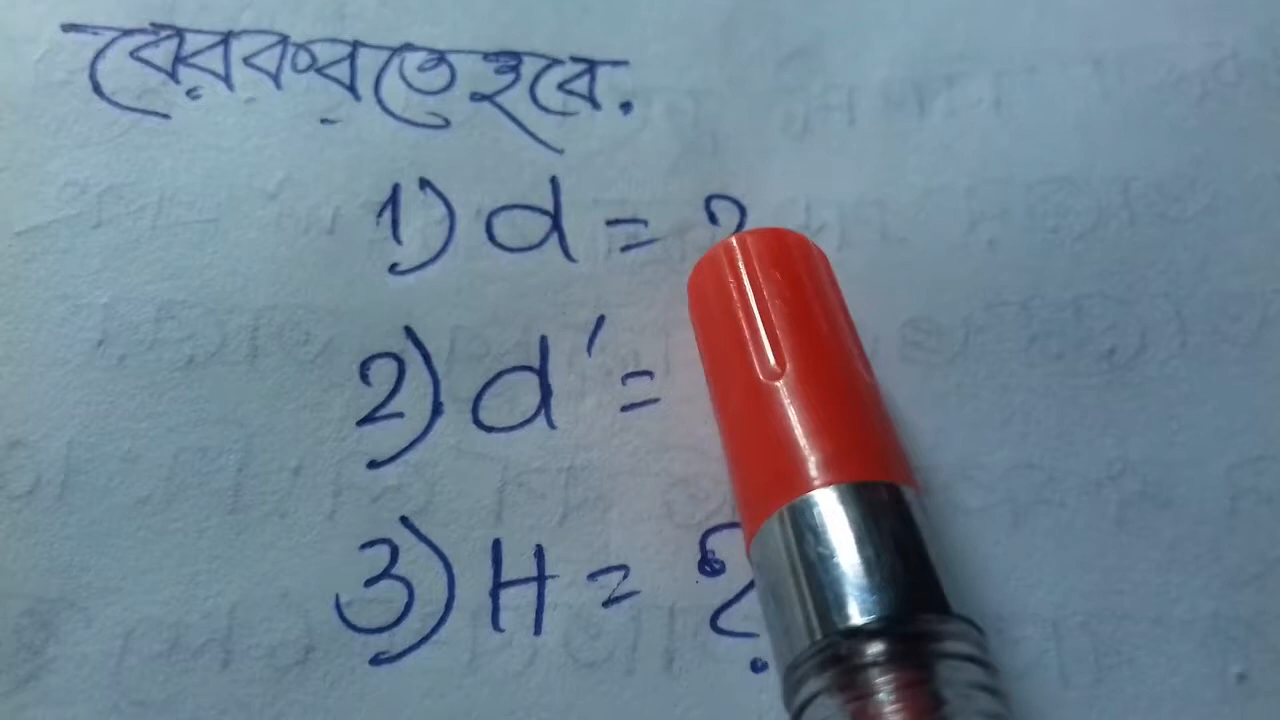 বের করতে হবে.
1) d = ?
2) d' =
3) H = ?